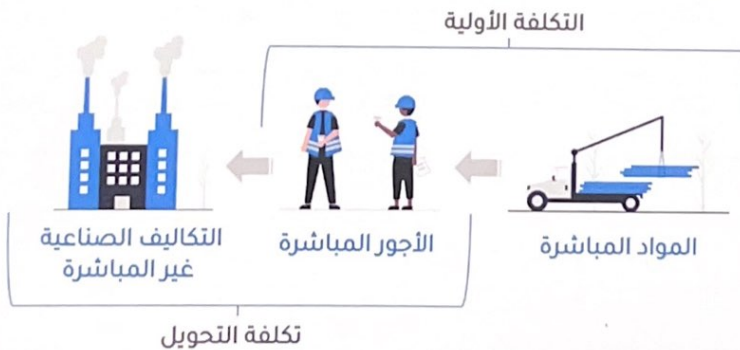 التكلفة الأولية
المواد المباشرة
الأجور المباشرة
التكاليف الصناعية
غير المباشرة
تكلفة التحويل